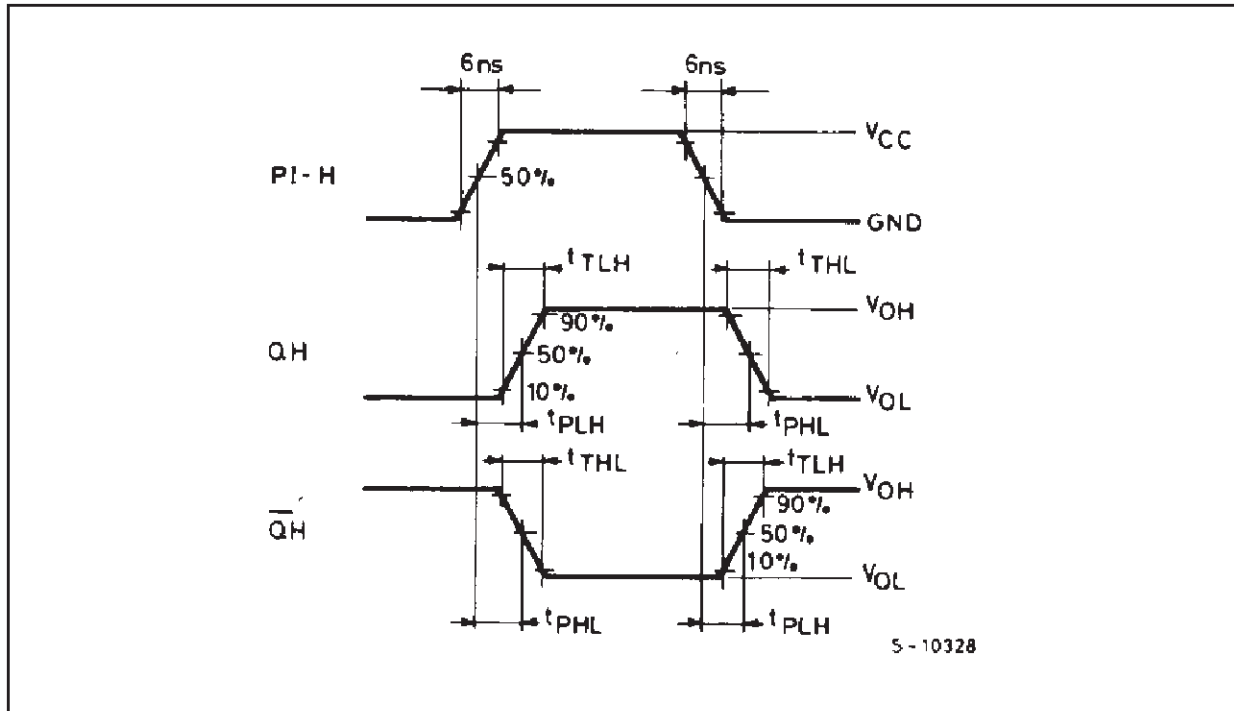 6ns 6ns
VCC
PI-H 50%
GND
tTLH tTHL
VOH
90%
QH 50%
10%
VOL
tPLH tPHL
tTHL tTLH
VOH
90%
Q̅H 50%
10%
VOL
tPHL tPLH
S-10328